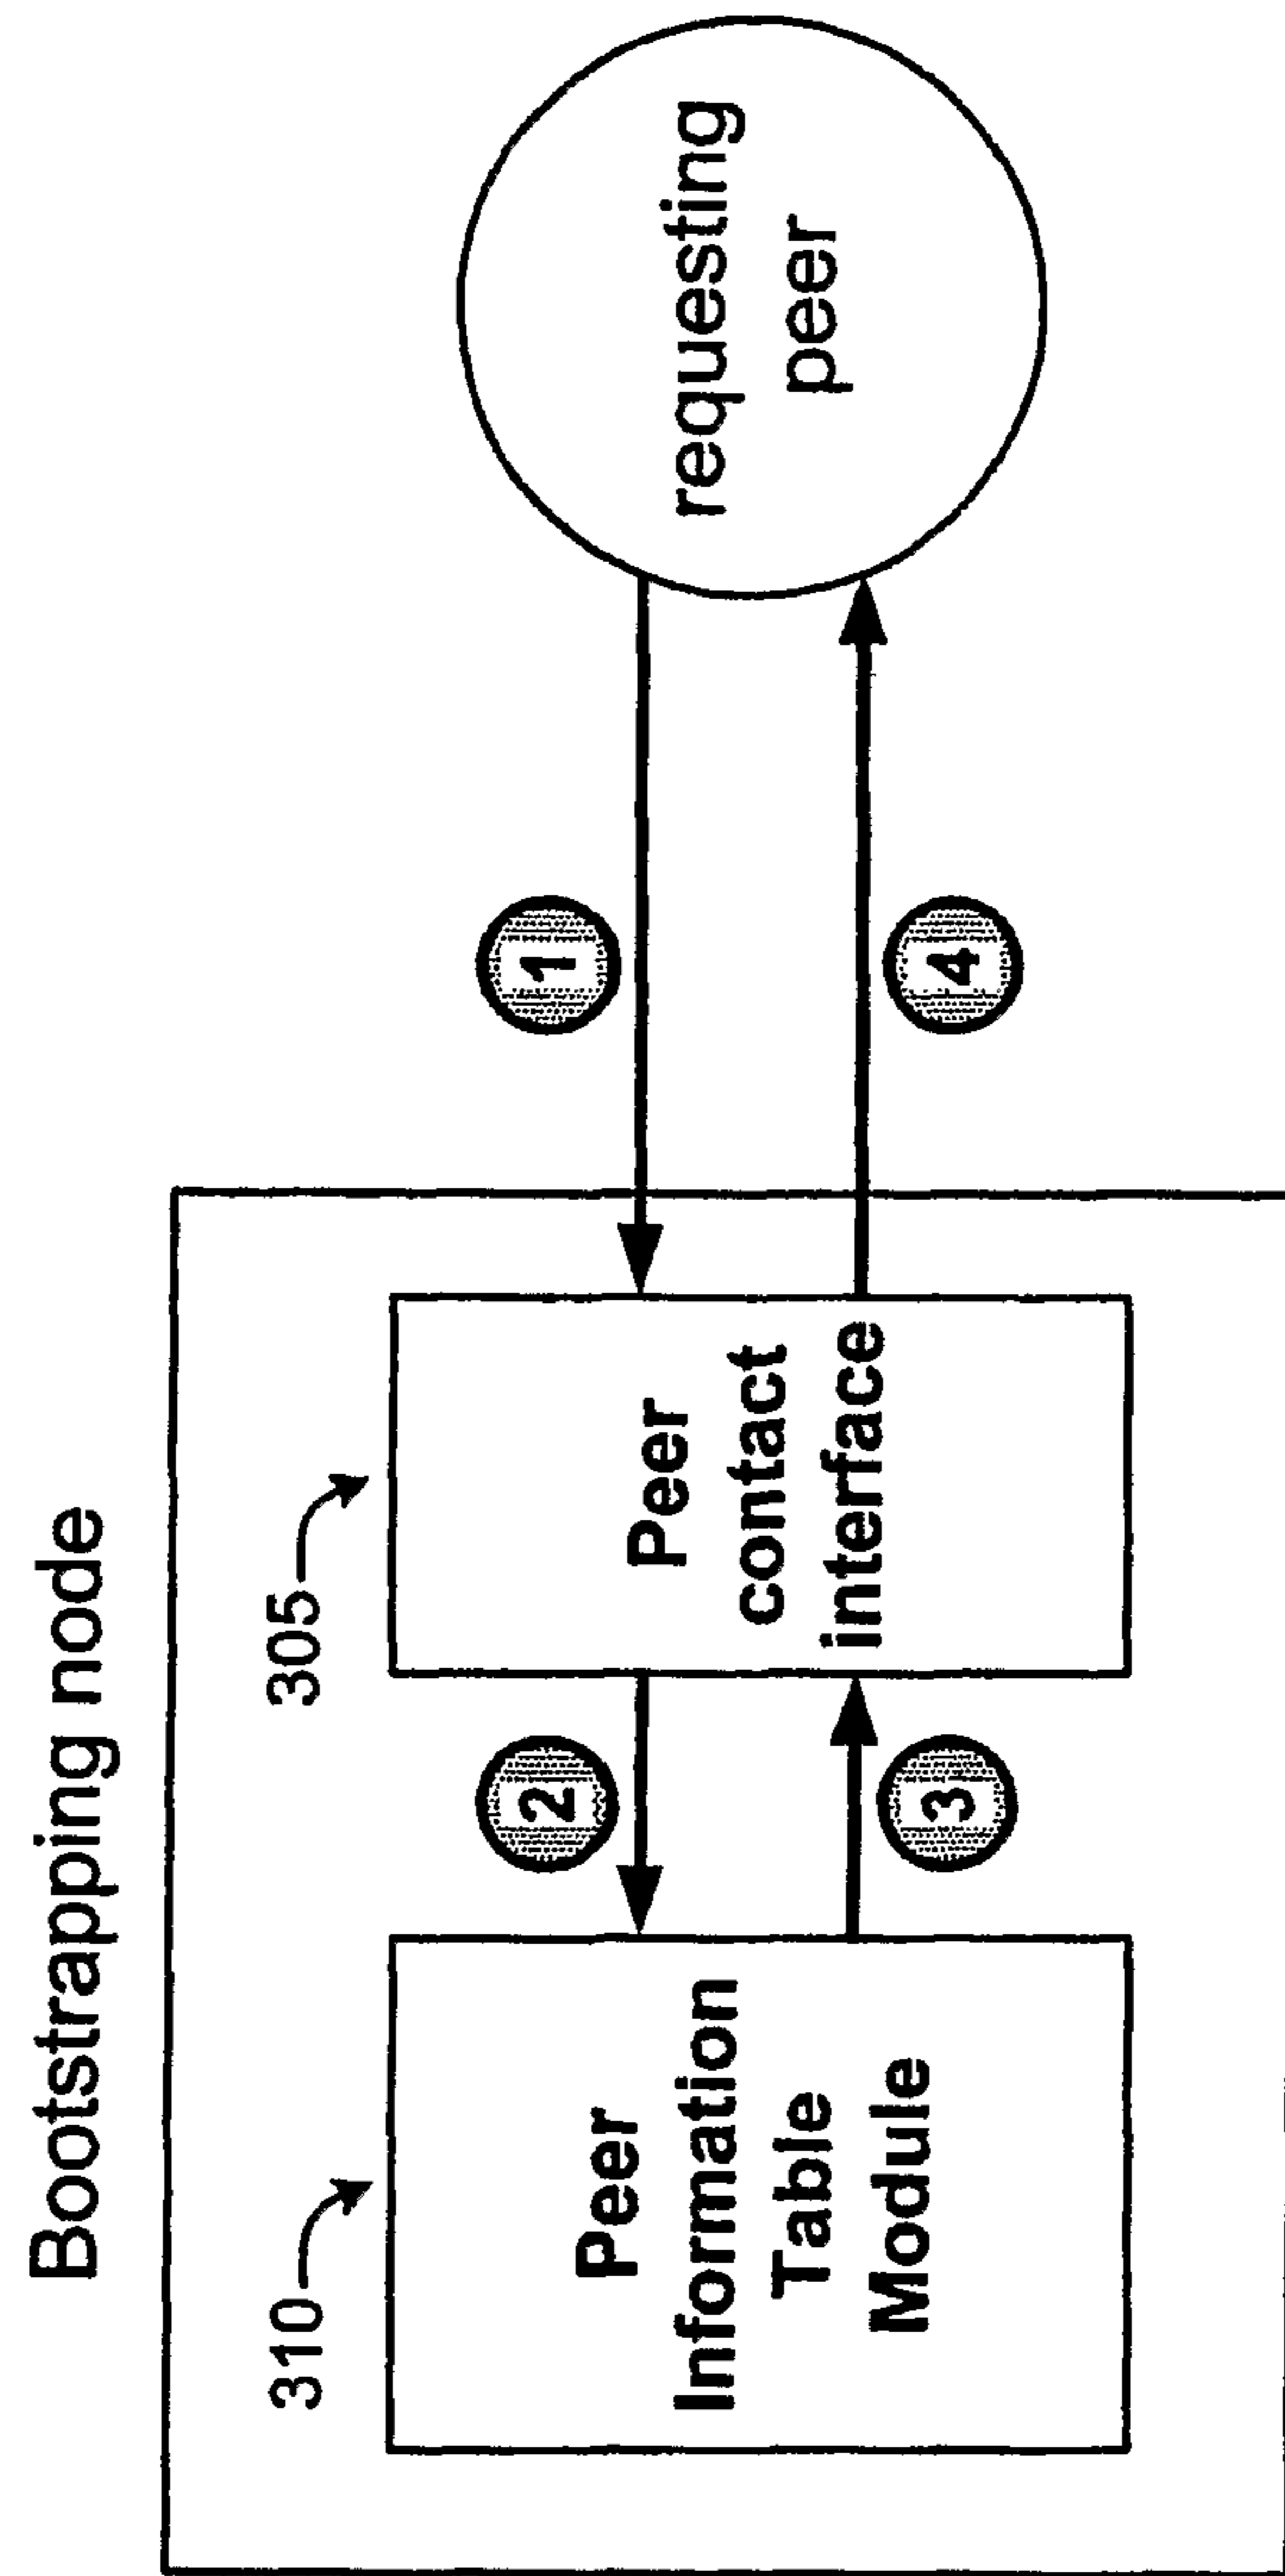 Bootstrapping node
310
305
Peer
Information
Table
Module
2
3
Peer
contact
interface
1
4
requesting
peer